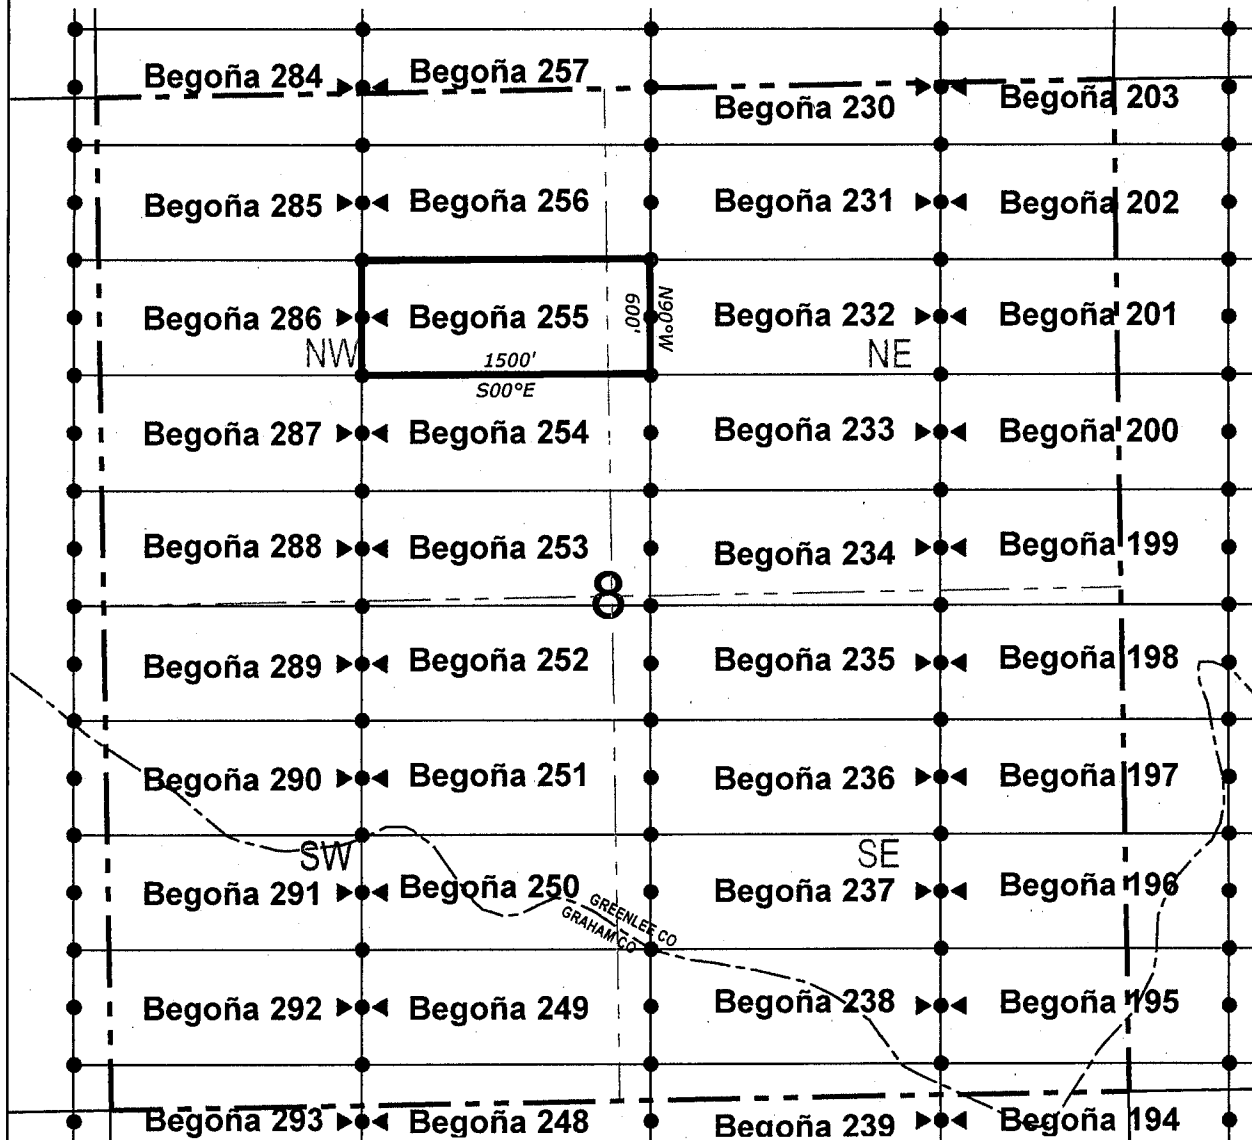 Begoña 284 Begoña 257 Begoña 230 Begoña 203
Begoña 285 Begoña 256 Begoña 231 Begoña 202
Begoña 286 Begoña 255 600' N90°W Begoña 232 Begoña 201
NW 1500' NE
S00°E
Begoña 287 Begoña 254 Begoña 233 Begoña 200
Begoña 288 Begoña 253 Begoña 234 Begoña 199
8
Begoña 289 Begoña 252 Begoña 235 Begoña 198
Begoña 290 Begoña 251 Begoña 236 Begoña 197
SW SE
Begoña 291 Begoña 250 Begoña 237 Begoña 196
GREENLEE CO
GRAHAM CO
Begoña 292 Begoña 249 Begoña 238 Begoña 195
Begoña 293 Begoña 248 Begoña 239 Begoña 194